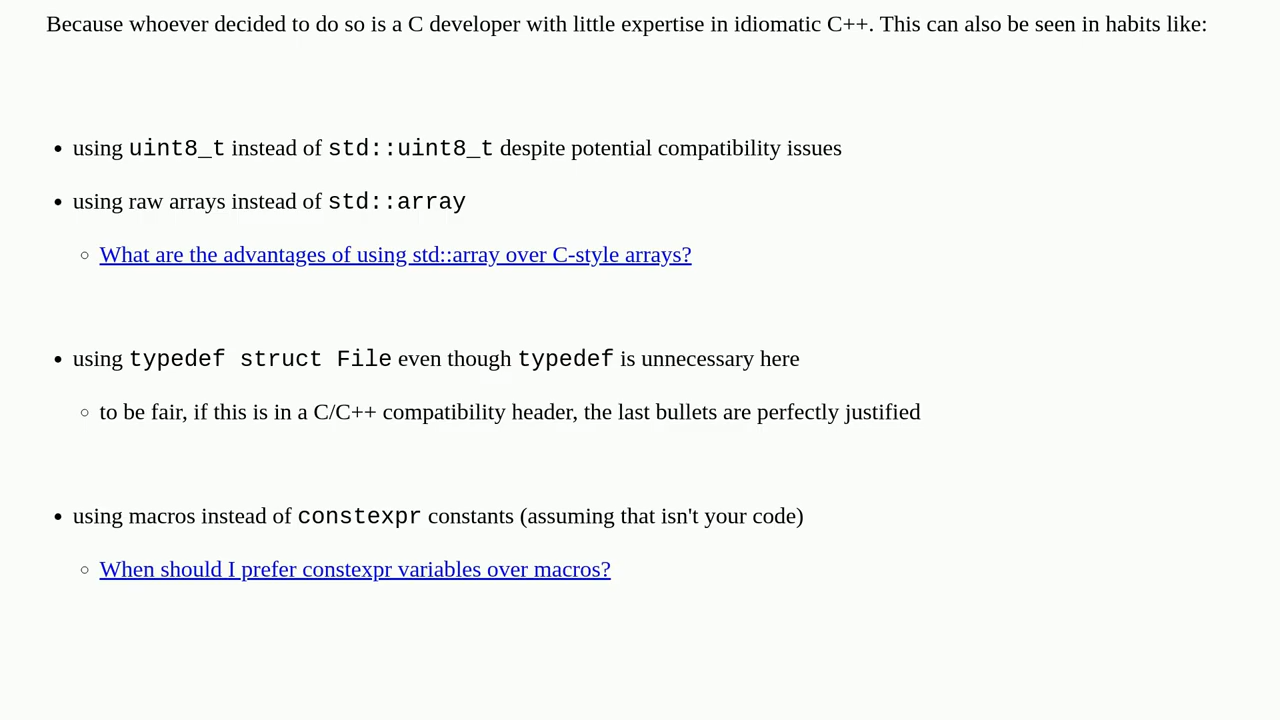 Because whoever decided to do so is a C developer with little expertise in idiomatic C++. This can also be seen in habits like:
• using uint8_t instead of std::uint8_t despite potential compatibility issues
• using raw arrays instead of std::array
◦ What are the advantages of using std::array over C-style arrays?
• using typedef struct File even though typedef is unnecessary here
◦ to be fair, if this is in a C/C++ compatibility header, the last bullets are perfectly justified
• using macros instead of constexpr constants (assuming that isn't your code)
◦ When should I prefer constexpr variables over macros?